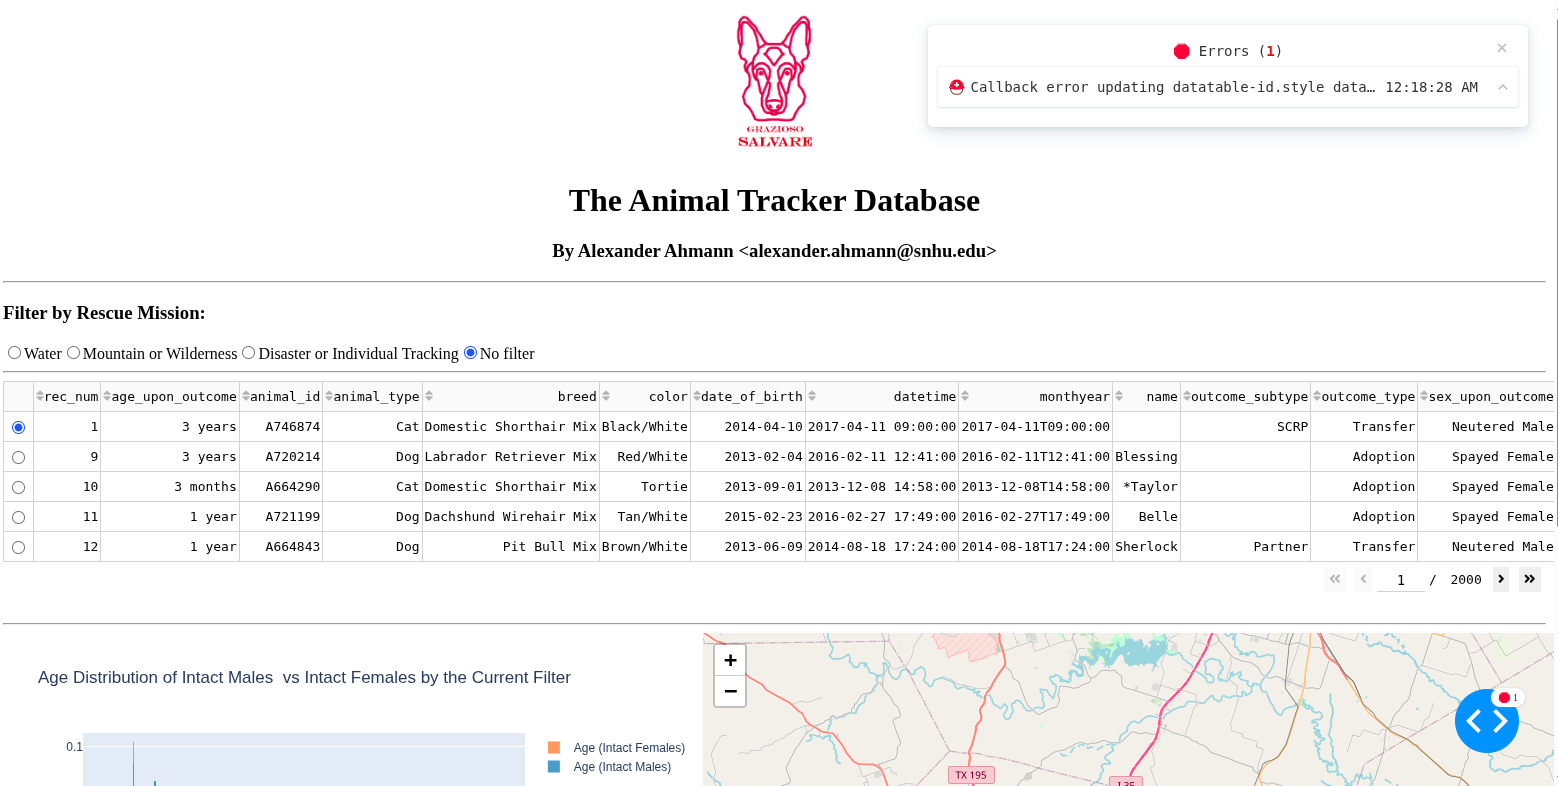 GRAZIOSO
SALVARE
Errors (1)
Callback error updating datatable-id.style data… 12:18:28 AM
The Animal Tracker Database
By Alexander Ahmann <alexander.ahmann@snhu.edu>
Filter by Rescue Mission:
Water Mountain or Wilderness Disaster or Individual Tracking No filter
rec_num age_upon_outcome animal_id animal_type breed color date_of_birth datetime monthyear name outcome_subtype outcome_type sex_upon_outcome
1 3 years A746874 Cat Domestic Shorthair Mix Black/White 2014-04-10 2017-04-11 09:00:00 2017-04-11T09:00:00 SCRP Transfer Neutered Male
9 3 years A720214 Dog Labrador Retriever Mix Red/White 2013-02-04 2016-02-11 12:41:00 2016-02-11T12:41:00 Blessing Adoption Spayed Female
10 3 months A664290 Cat Domestic Shorthair Mix Tortie 2013-09-01 2013-12-08 14:58:00 2013-12-08T14:58:00 *Taylor Adoption Spayed Female
11 1 year A721199 Dog Dachshund Wirehair Mix Tan/White 2015-02-23 2016-02-27 17:49:00 2016-02-27T17:49:00 Belle Adoption Spayed Female
12 1 year A664843 Dog Pit Bull Mix Brown/White 2013-06-09 2014-08-18 17:24:00 2014-08-18T17:24:00 Sherlock Partner Transfer Neutered Male
1 / 2000
Age Distribution of Intact Males vs Intact Females by the Current Filter
0.1
Age (Intact Females)
Age (Intact Males)
+
−
1
TX 195
I 35